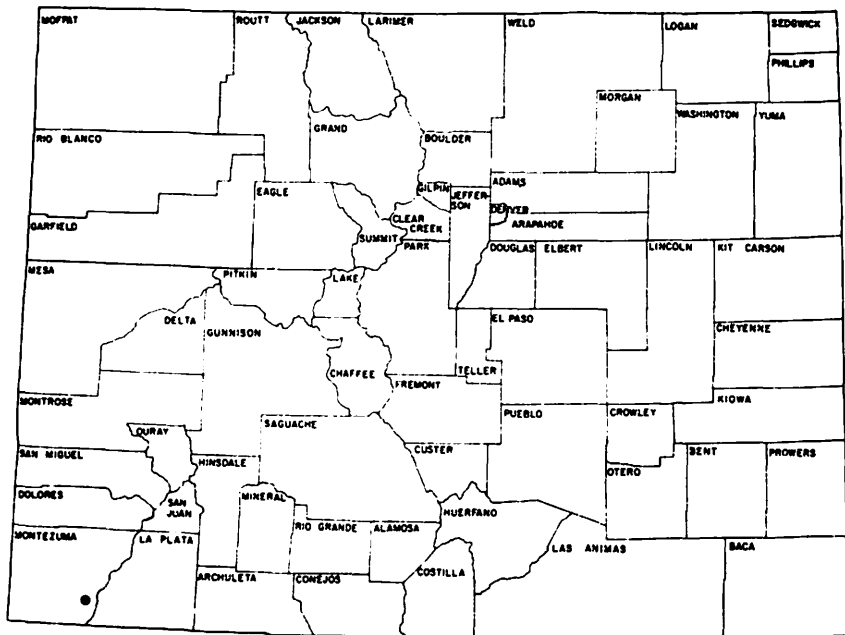 MOFFAT
ROUTT
JACKSON
LARIMER
WELD
LOGAN
SEDGWICK
PHILLIPS
MORGAN
WASHINGTON
YUMA
GRAND
RIO BLANCO
BOULDER
GILPIN
JEFFER-
SON
ADAMS
EAGLE
DENVER
ARAPAHOE
CLEAR
CREEK
GARFIELD
SUMMIT
PARK
DOUGLAS
ELBERT
LINCOLN
KIT CARSON
MESA
PITKIN
LAKE
DELTA
GUNNISON
EL PASO
CHEYENNE
CHAFFEE
TELLER
FREMONT
MONTROSE
KIOWA
SAGUACHE
PUEBLO
CROWLEY
OURAY
SAN MIGUEL
HINSDALE
CUSTER
BENT
PROWERS
OTERO
DOLORES
MINERAL
SAN
JUAN
HUERFANO
MONTEZUMA
LA PLATA
RIO GRANDE
ALAMOSA
LAS ANIMAS
BACA
ARCHULETA
CONEJOS
COSTILLA